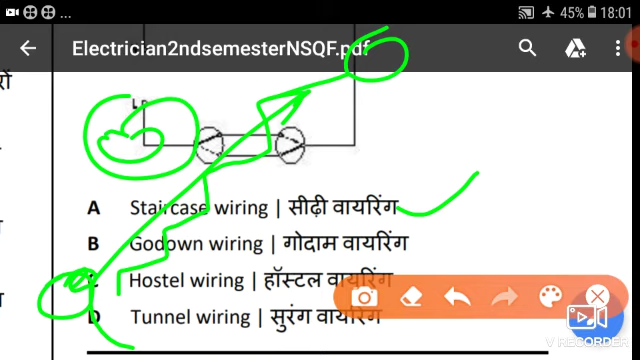 45% 18:01
Electrician2ndsemesterNSQF.pdf
रों
L
A Staircase wiring | सीढ़ी वायरिंग
B Godown wiring | गोदाम वायरिंग
C Hostel wiring | हॉस्टल वायरिंग
D Tunnel wiring | सुरंग वायरिंग
V RECORDER